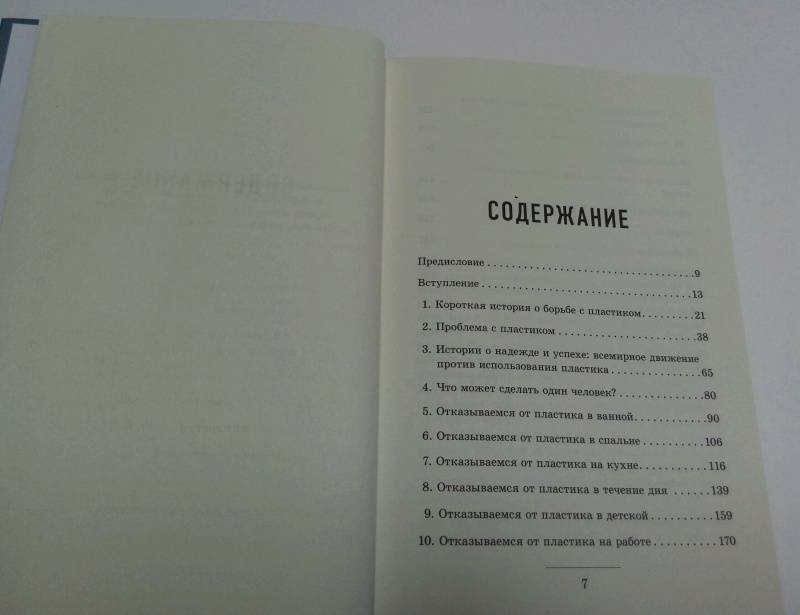 СОДЕРЖАНИЕ
Предисловие . . . . . . . . . . . . . . . . . . . . . . . . . . . . . . . 9
Вступление . . . . . . . . . . . . . . . . . . . . . . . . . . . . . . . 13
1. Короткая история о борьбе с пластиком . . . . . . . . . 21
2. Проблема с пластиком . . . . . . . . . . . . . . . . . . . . . 38
3. Истории о надежде и успехе: всемирное движение
против использования пластика . . . . . . . . . . . . . . 65
4. Что может сделать один человек? . . . . . . . . . . . . . 80
5. Отказываемся от пластика в ванной . . . . . . . . . . . . 90
6. Отказываемся от пластика в спальне . . . . . . . . . . 106
7. Отказываемся от пластика на кухне . . . . . . . . . . . 116
8. Отказываемся от пластика в течение дня . . . . . . 139
9. Отказываемся от пластика в детской . . . . . . . . . . 159
10. Отказываемся от пластика на работе . . . . . . . . . . 170
7